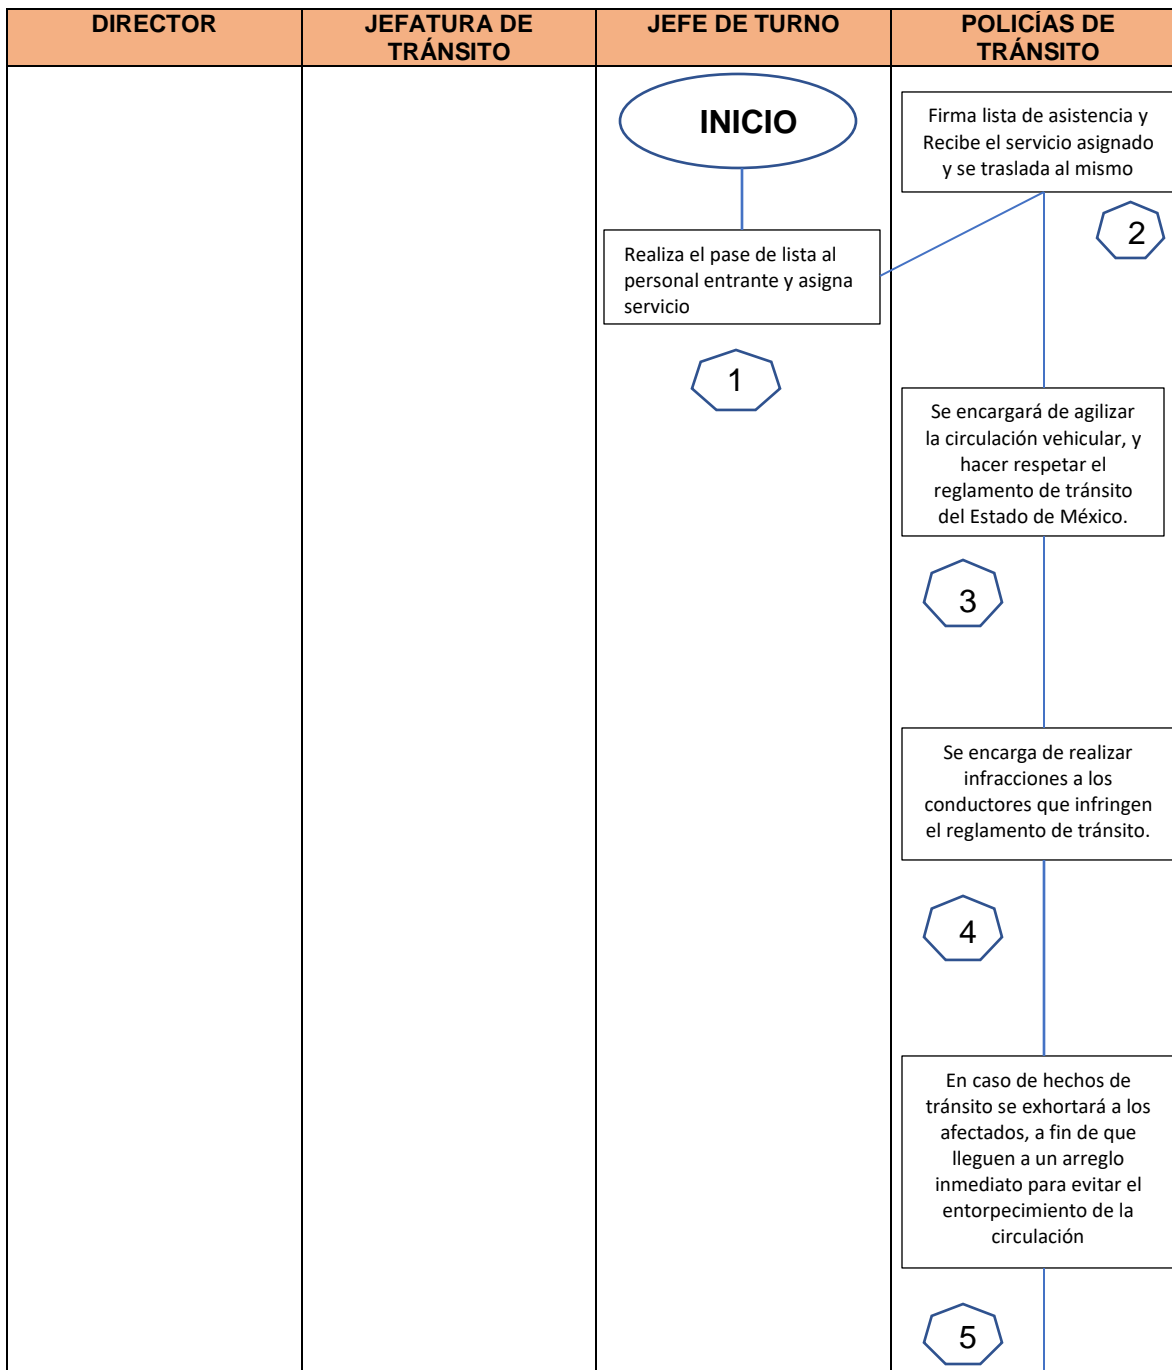 DIRECTOR
JEFATURA DE
TRÁNSITO
JEFE DE TURNO
POLICÍAS DE
TRÁNSITO
INICIO
Firma lista de asistencia y
Recibe el servicio asignado
y se traslada al mismo
2
Realiza el pase de lista al
personal entrante y asigna
servicio
1
Se encargará de agilizar
la circulación vehicular, y
hacer respetar el
reglamento de tránsito
del Estado de México.
3
Se encarga de realizar
infracciones a los
conductores que infringen
el reglamento de tránsito.
4
En caso de hechos de
tránsito se exhortará a los
afectados, a fin de que
lleguen a un arreglo
inmediato para evitar el
entorpecimiento de la
circulación
5